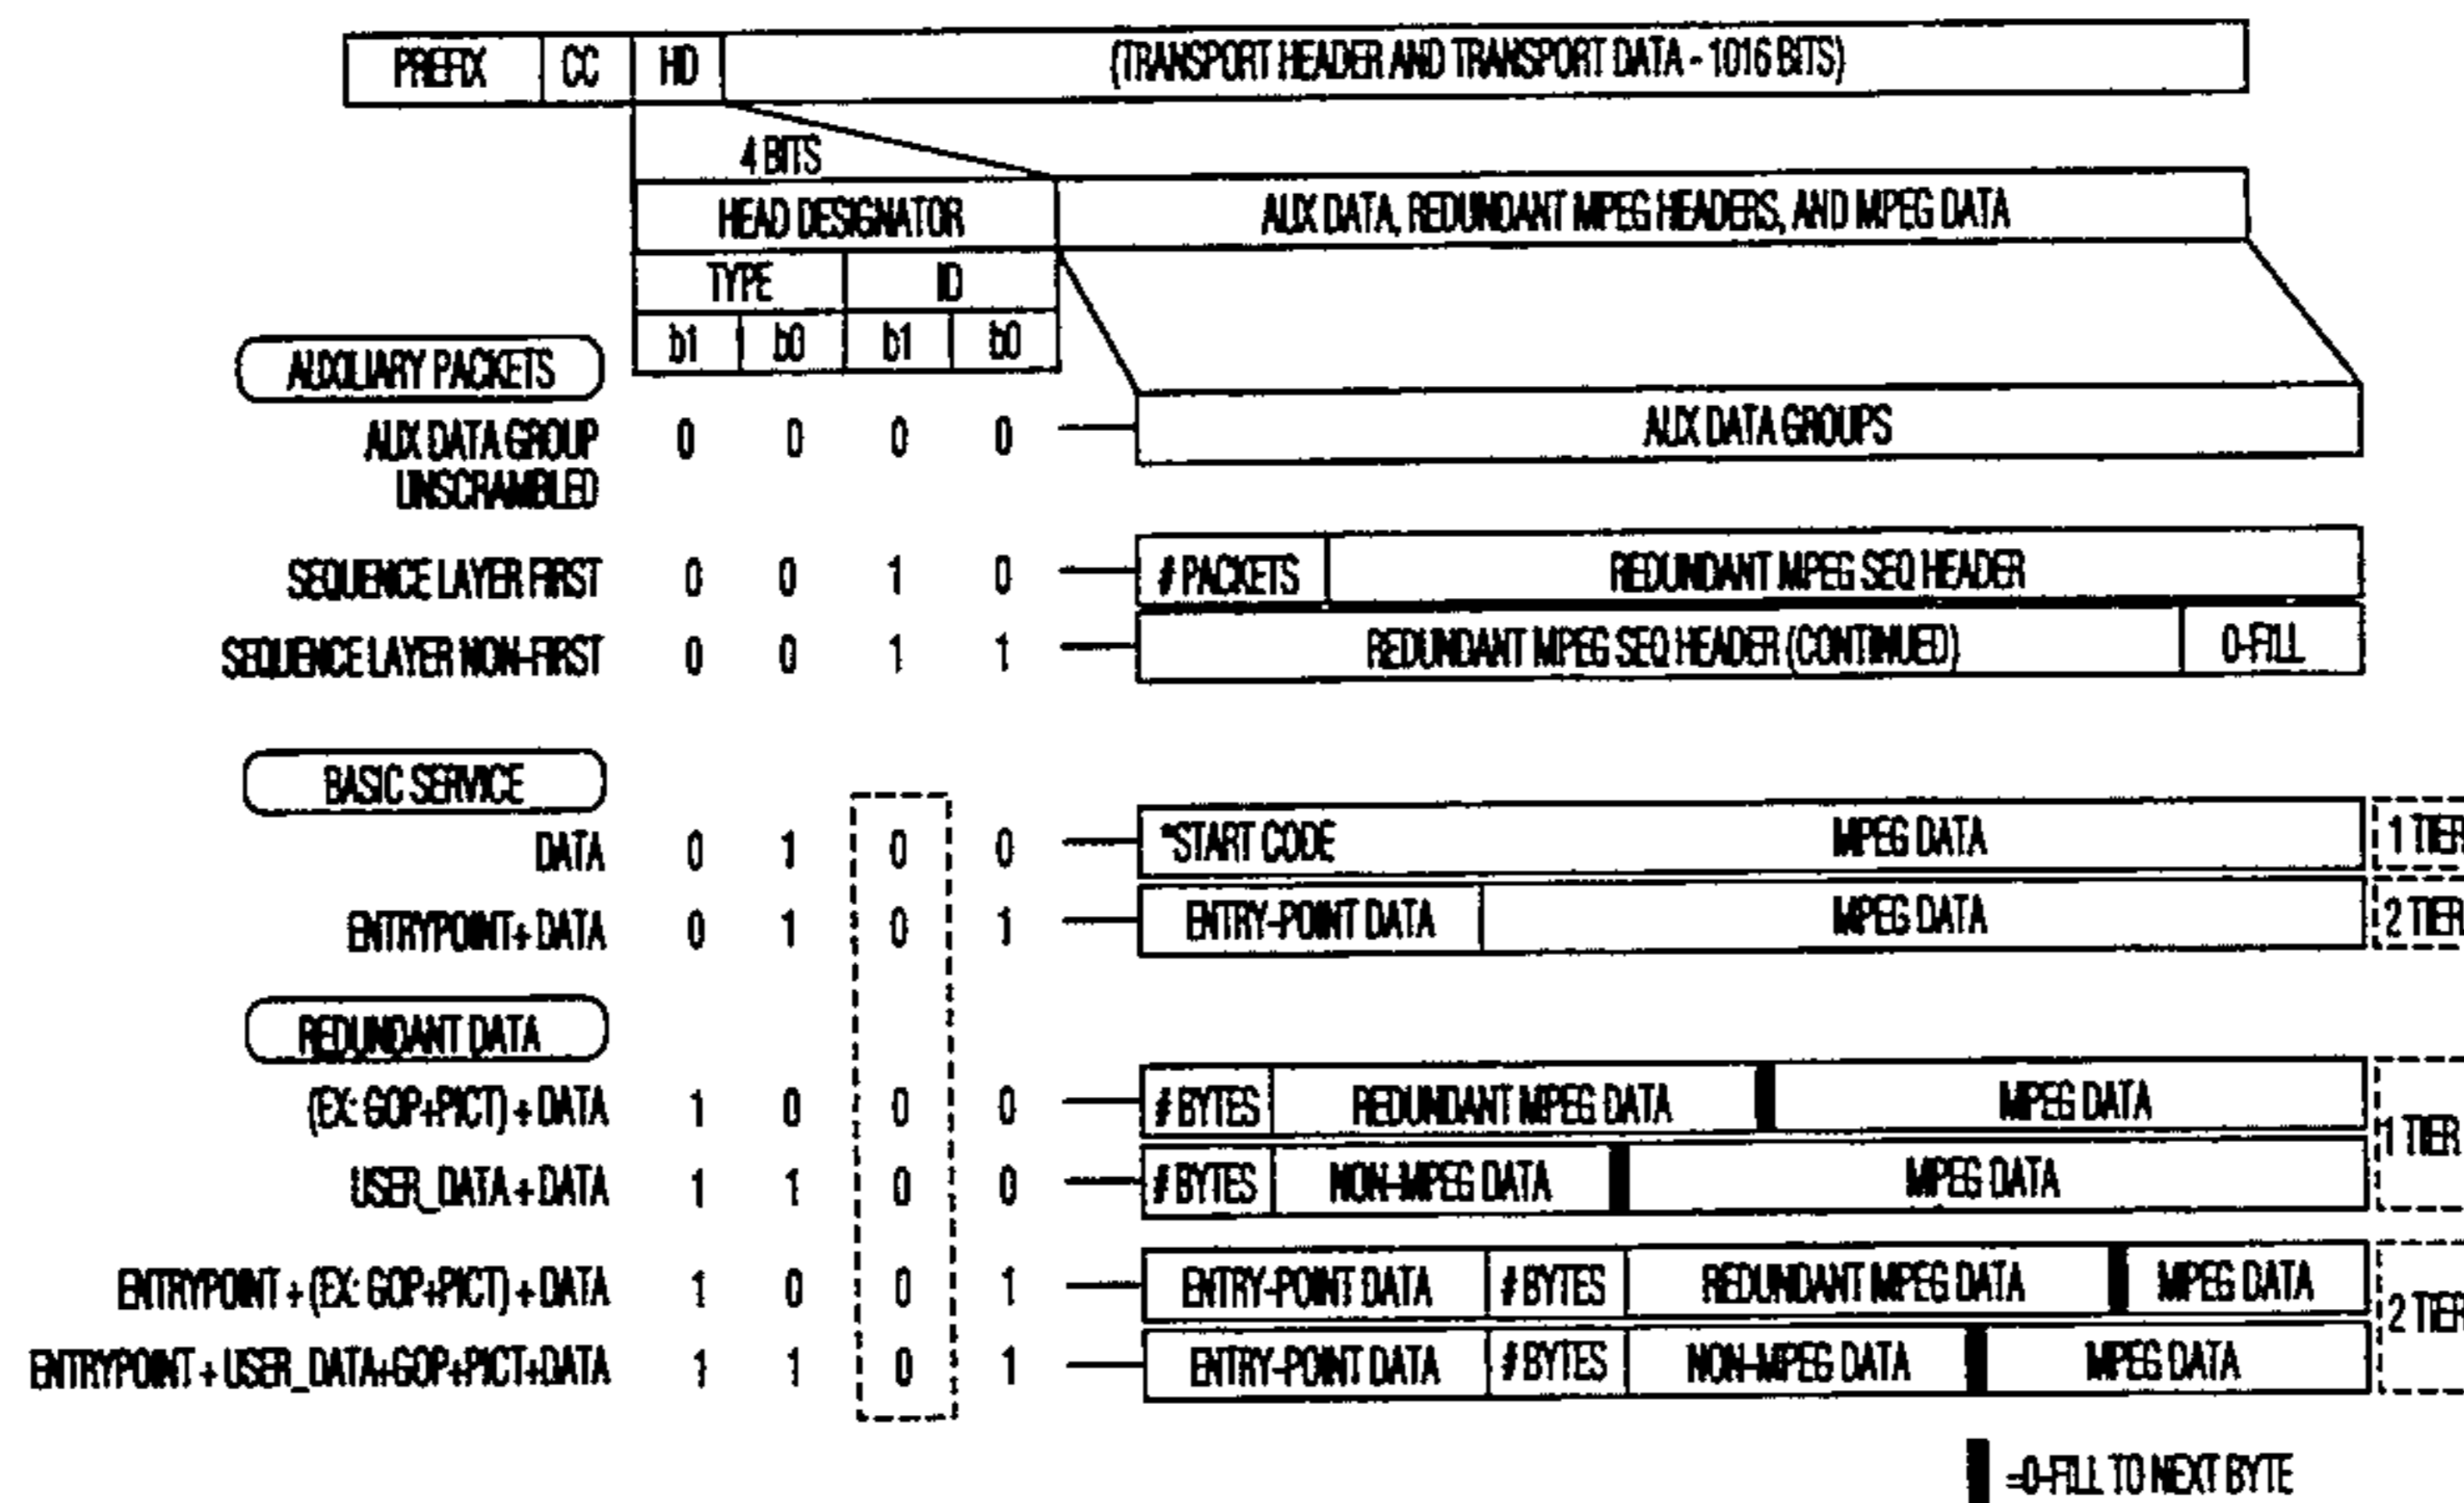 PREFIX CC HD (TRANSPORT HEADER AND TRANSPORT DATA - 1016 BITS)
4 BITS
HEAD DESIGNATOR AUX DATA, REDUNDANT MPEG HEADERS, AND MPEG DATA
TYPE ID
b1 b0 b1 b0
AUXILIARY PACKETS
AUX DATA GROUP 0 0 0 0 AUX DATA GROUPS
UNSCRAMBLED
SEQUENCE LAYER FIRST 0 0 1 0 # PACKETS REDUNDANT MPEG SEQ HEADER
SEQUENCE LAYER NON-FIRST 0 0 1 1 REDUNDANT MPEG SEQ HEADER (CONTINUED) 0-FILL
BASIC SERVICE
DATA 0 1 0 0 *START CODE MPEG DATA 1 TIER
ENTRYPOINT+ DATA 0 1 0 1 ENTRY-POINT DATA MPEG DATA 2 TIER
REDUNDANT DATA
(EX: GOP+PICT) + DATA 1 0 0 0 # BYTES REDUNDANT MPEG DATA MPEG DATA
1 TIER
USER_DATA + DATA 1 1 0 0 # BYTES NON-MPEG DATA MPEG DATA
ENTRYPOINT + (EX: GOP+PICT) + DATA 1 0 0 1 ENTRY-POINT DATA # BYTES REDUNDANT MPEG DATA MPEG DATA
2 TIER
ENTRYPOINT + USER_DATA+GOP+PICT+DATA 1 1 0 1 ENTRY-POINT DATA # BYTES NON-MPEG DATA MPEG DATA
=0-FILL TO NEXT BYTE